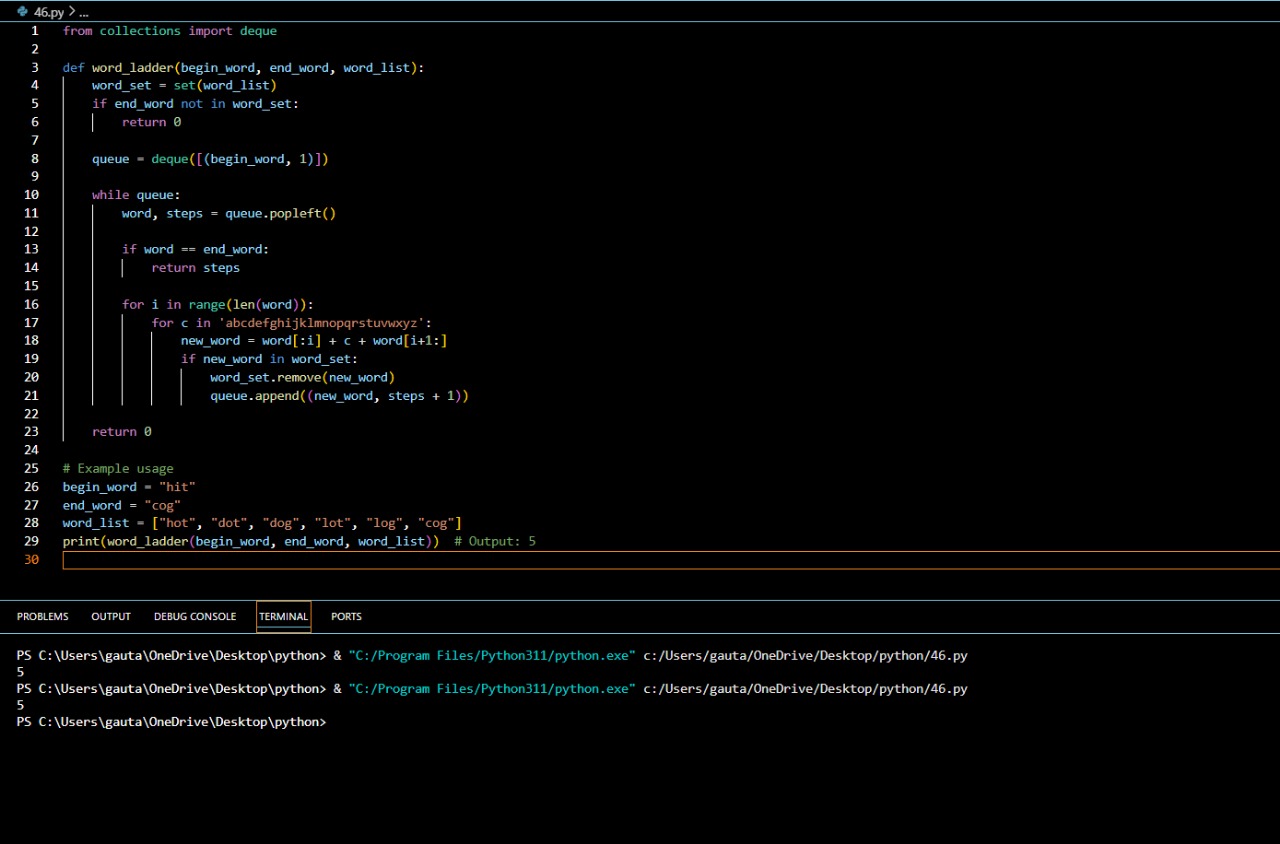 46.py > ...
1 from collections import deque
2
3 def word_ladder(begin_word, end_word, word_list):
4     word_set = set(word_list)
5     if end_word not in word_set:
6         return 0
7
8     queue = deque([(begin_word, 1)])
9
10     while queue:
11         word, steps = queue.popleft()
12
13         if word == end_word:
14             return steps
15
16         for i in range(len(word)):
17             for c in 'abcdefghijklmnopqrstuvwxyz':
18                 new_word = word[:i] + c + word[i+1:]
19                 if new_word in word_set:
20                     word_set.remove(new_word)
21                     queue.append((new_word, steps + 1))
22
23     return 0
24
25 # Example usage
26 begin_word = "hit"
27 end_word = "cog"
28 word_list = ["hot", "dot", "dog", "lot", "log", "cog"]
29 print(word_ladder(begin_word, end_word, word_list))  # Output: 5
30
PROBLEMS OUTPUT DEBUG CONSOLE TERMINAL PORTS
PS C:\Users\gauta\OneDrive\Desktop\python> & "C:/Program Files/Python311/python.exe" c:/Users/gauta/OneDrive/Desktop/python/46.py
5
PS C:\Users\gauta\OneDrive\Desktop\python> & "C:/Program Files/Python311/python.exe" c:/Users/gauta/OneDrive/Desktop/python/46.py
5
PS C:\Users\gauta\OneDrive\Desktop\python>